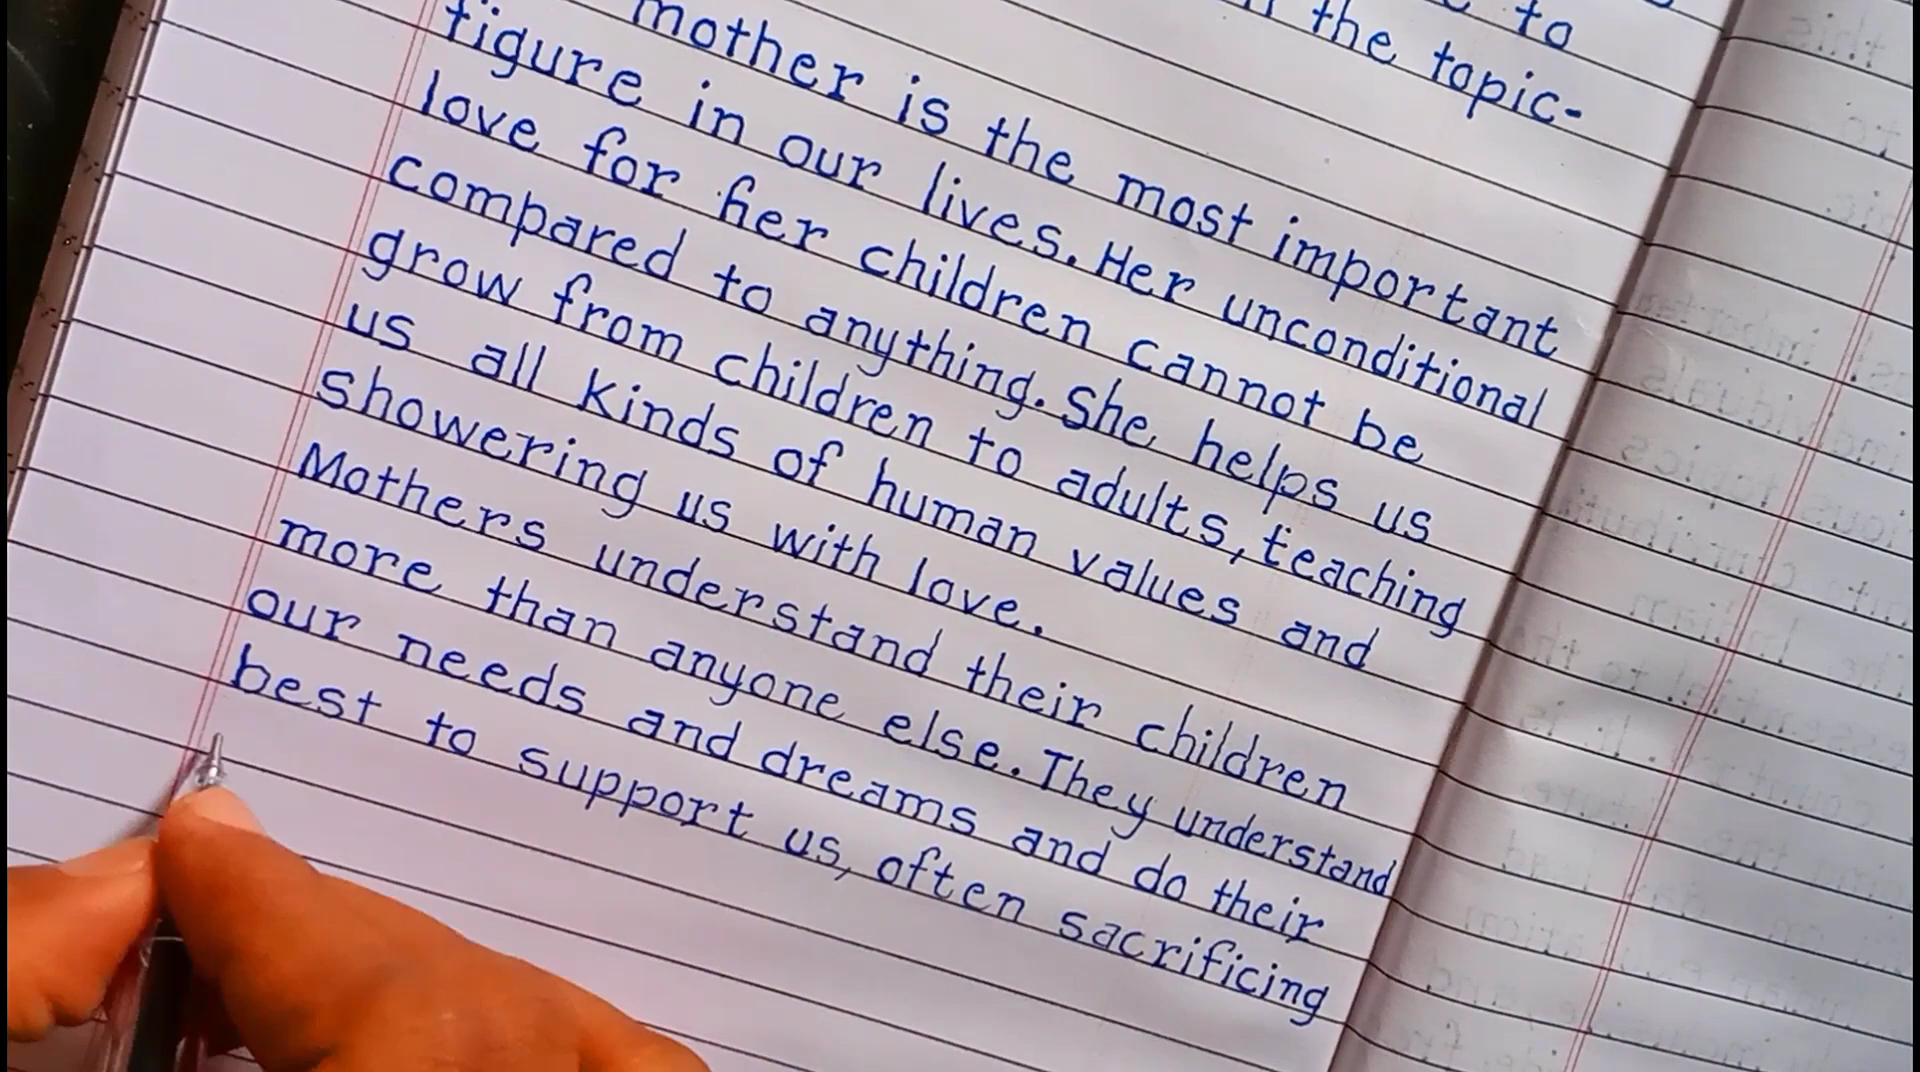 to
the topic-
mother is the most important
figure in our lives. Her unconditional
love for her children cannot be
compared to anything. She helps us
grow from children to adults, teaching
us all kinds of human values and
showering us with love.
Mothers understand their children
more than anyone else. They understand
our needs and dreams and do their
best to support us, often sacrificing